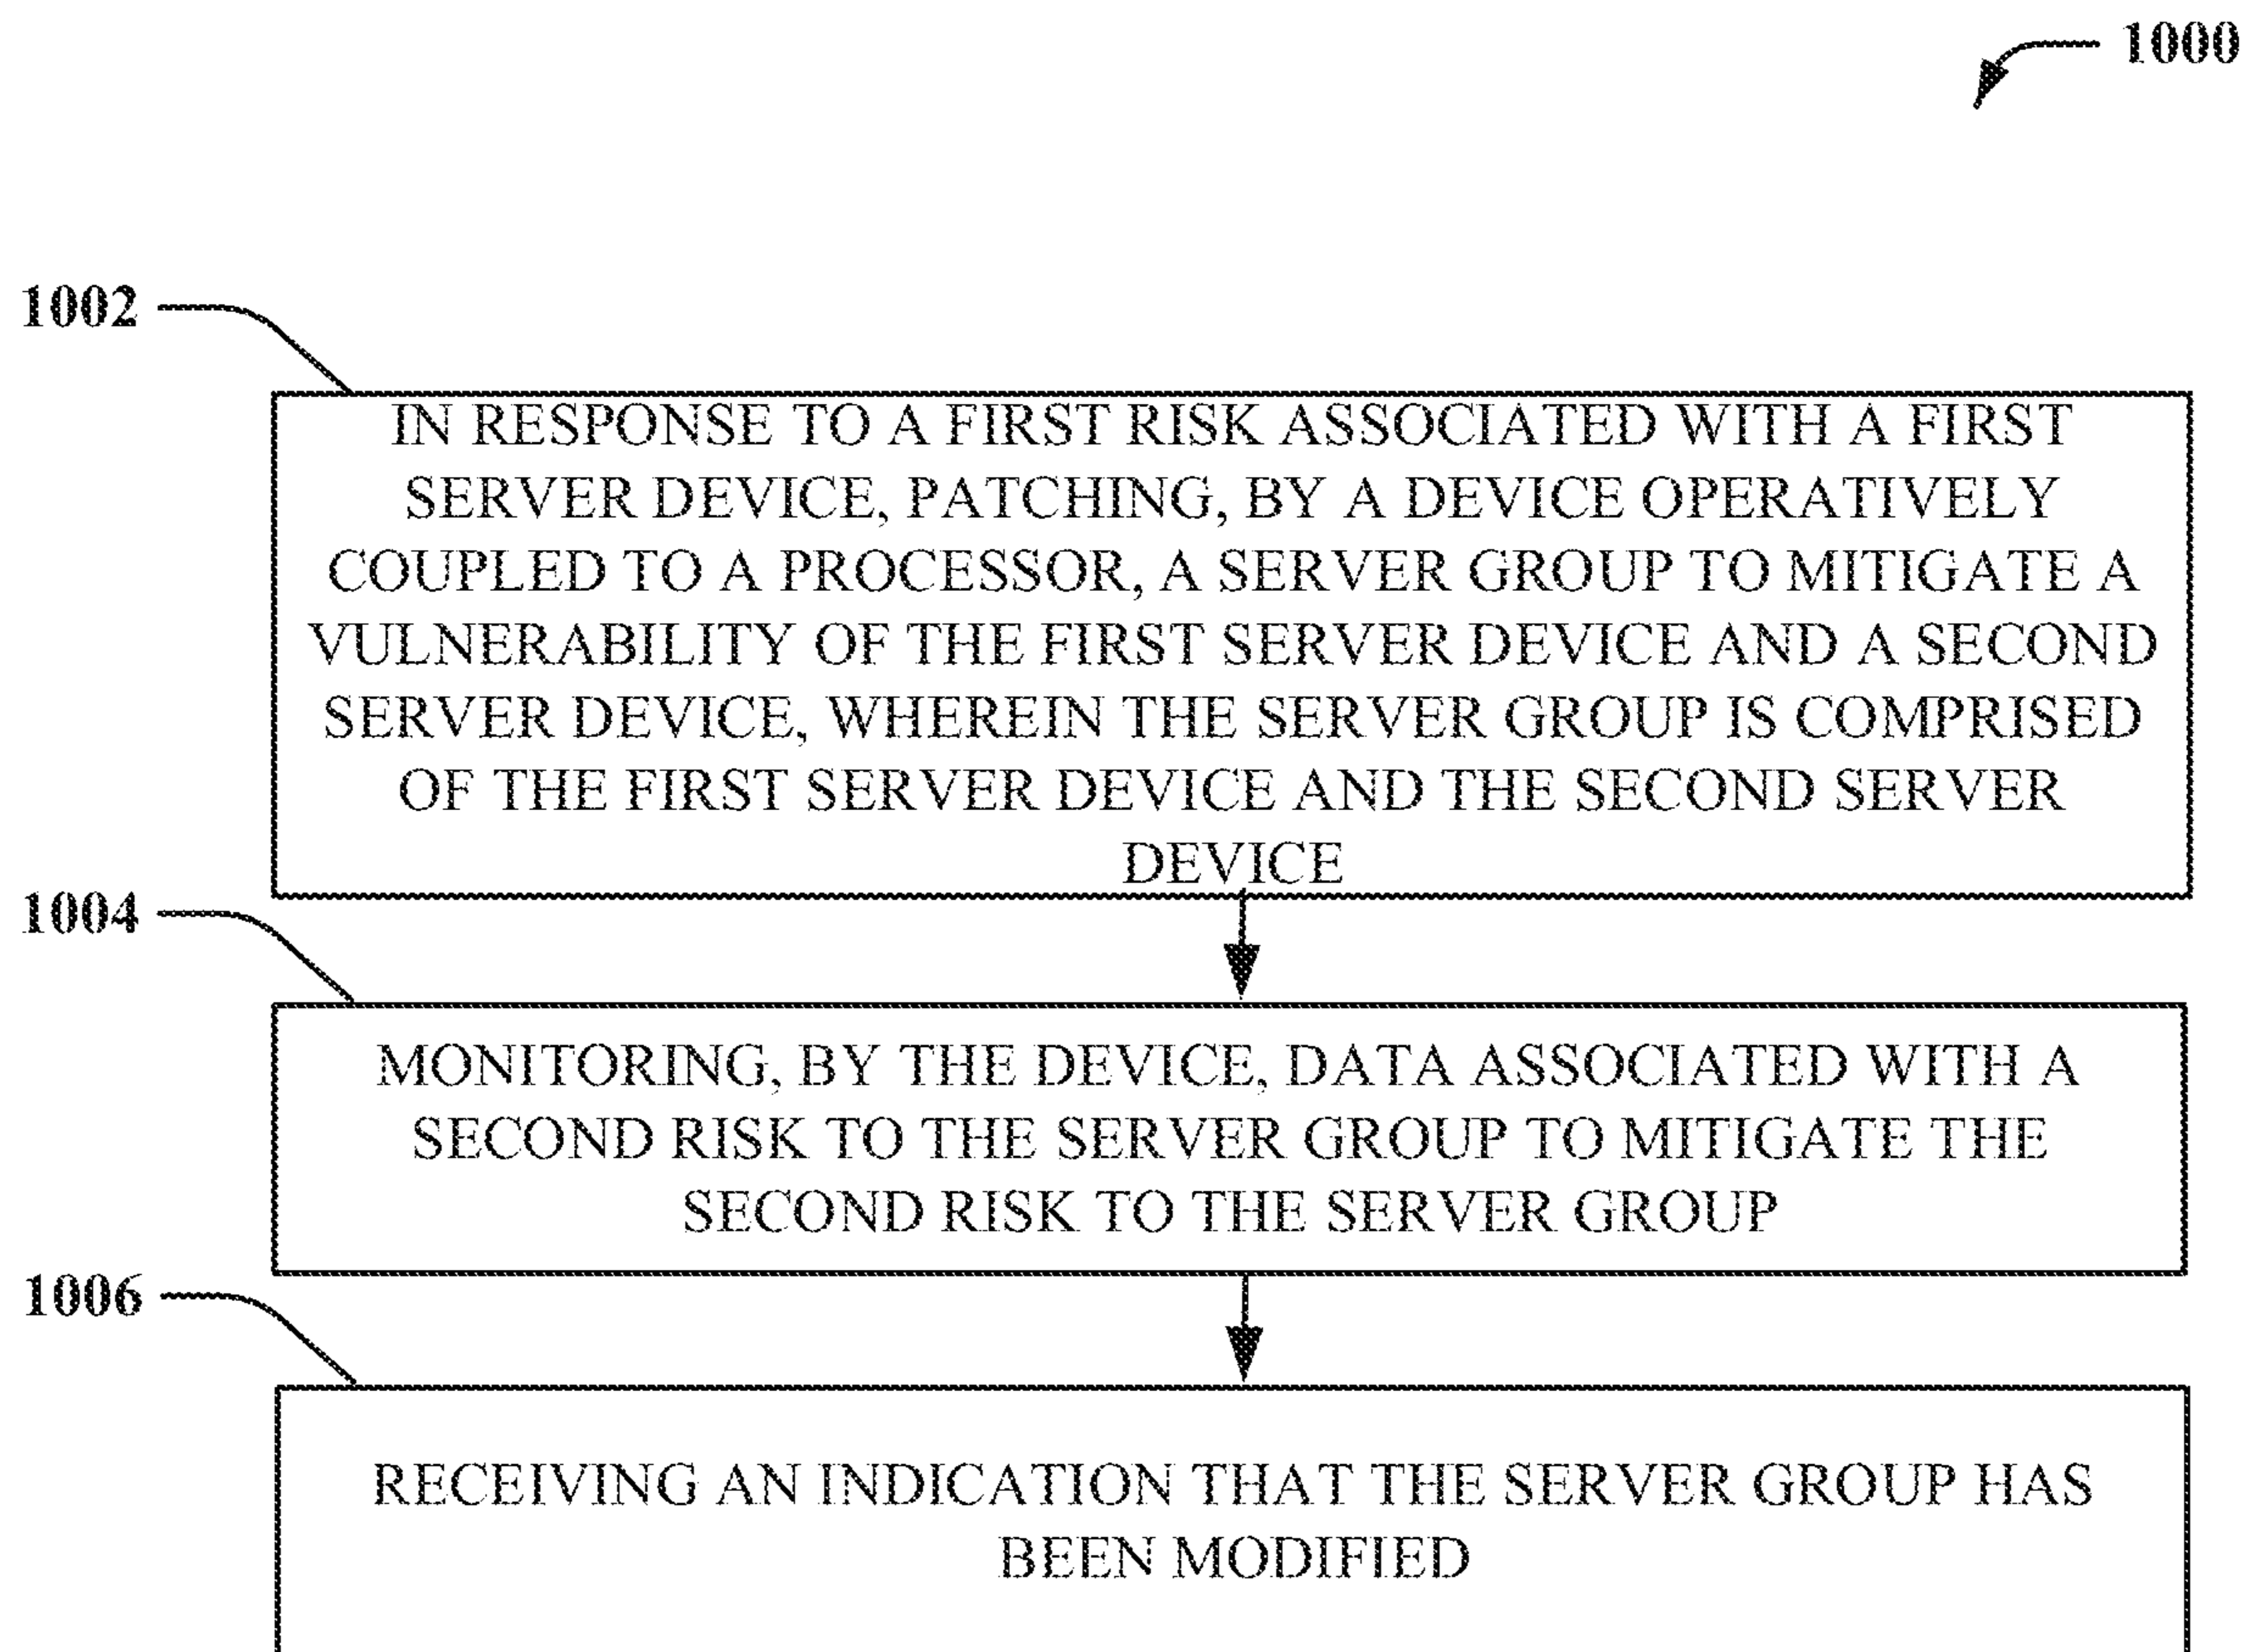 1000
1002
IN RESPONSE TO A FIRST RISK ASSOCIATED WITH A FIRST
SERVER DEVICE, PATCHING, BY A DEVICE OPERATIVELY
COUPLED TO A PROCESSOR, A SERVER GROUP TO MITIGATE A
VULNERABILITY OF THE FIRST SERVER DEVICE AND A SECOND
SERVER DEVICE, WHEREIN THE SERVER GROUP IS COMPRISED
OF THE FIRST SERVER DEVICE AND THE SECOND SERVER
DEVICE
1004
MONITORING, BY THE DEVICE, DATA ASSOCIATED WITH A
SECOND RISK TO THE SERVER GROUP TO MITIGATE THE
SECOND RISK TO THE SERVER GROUP
1006
RECEIVING AN INDICATION THAT THE SERVER GROUP HAS
BEEN MODIFIED